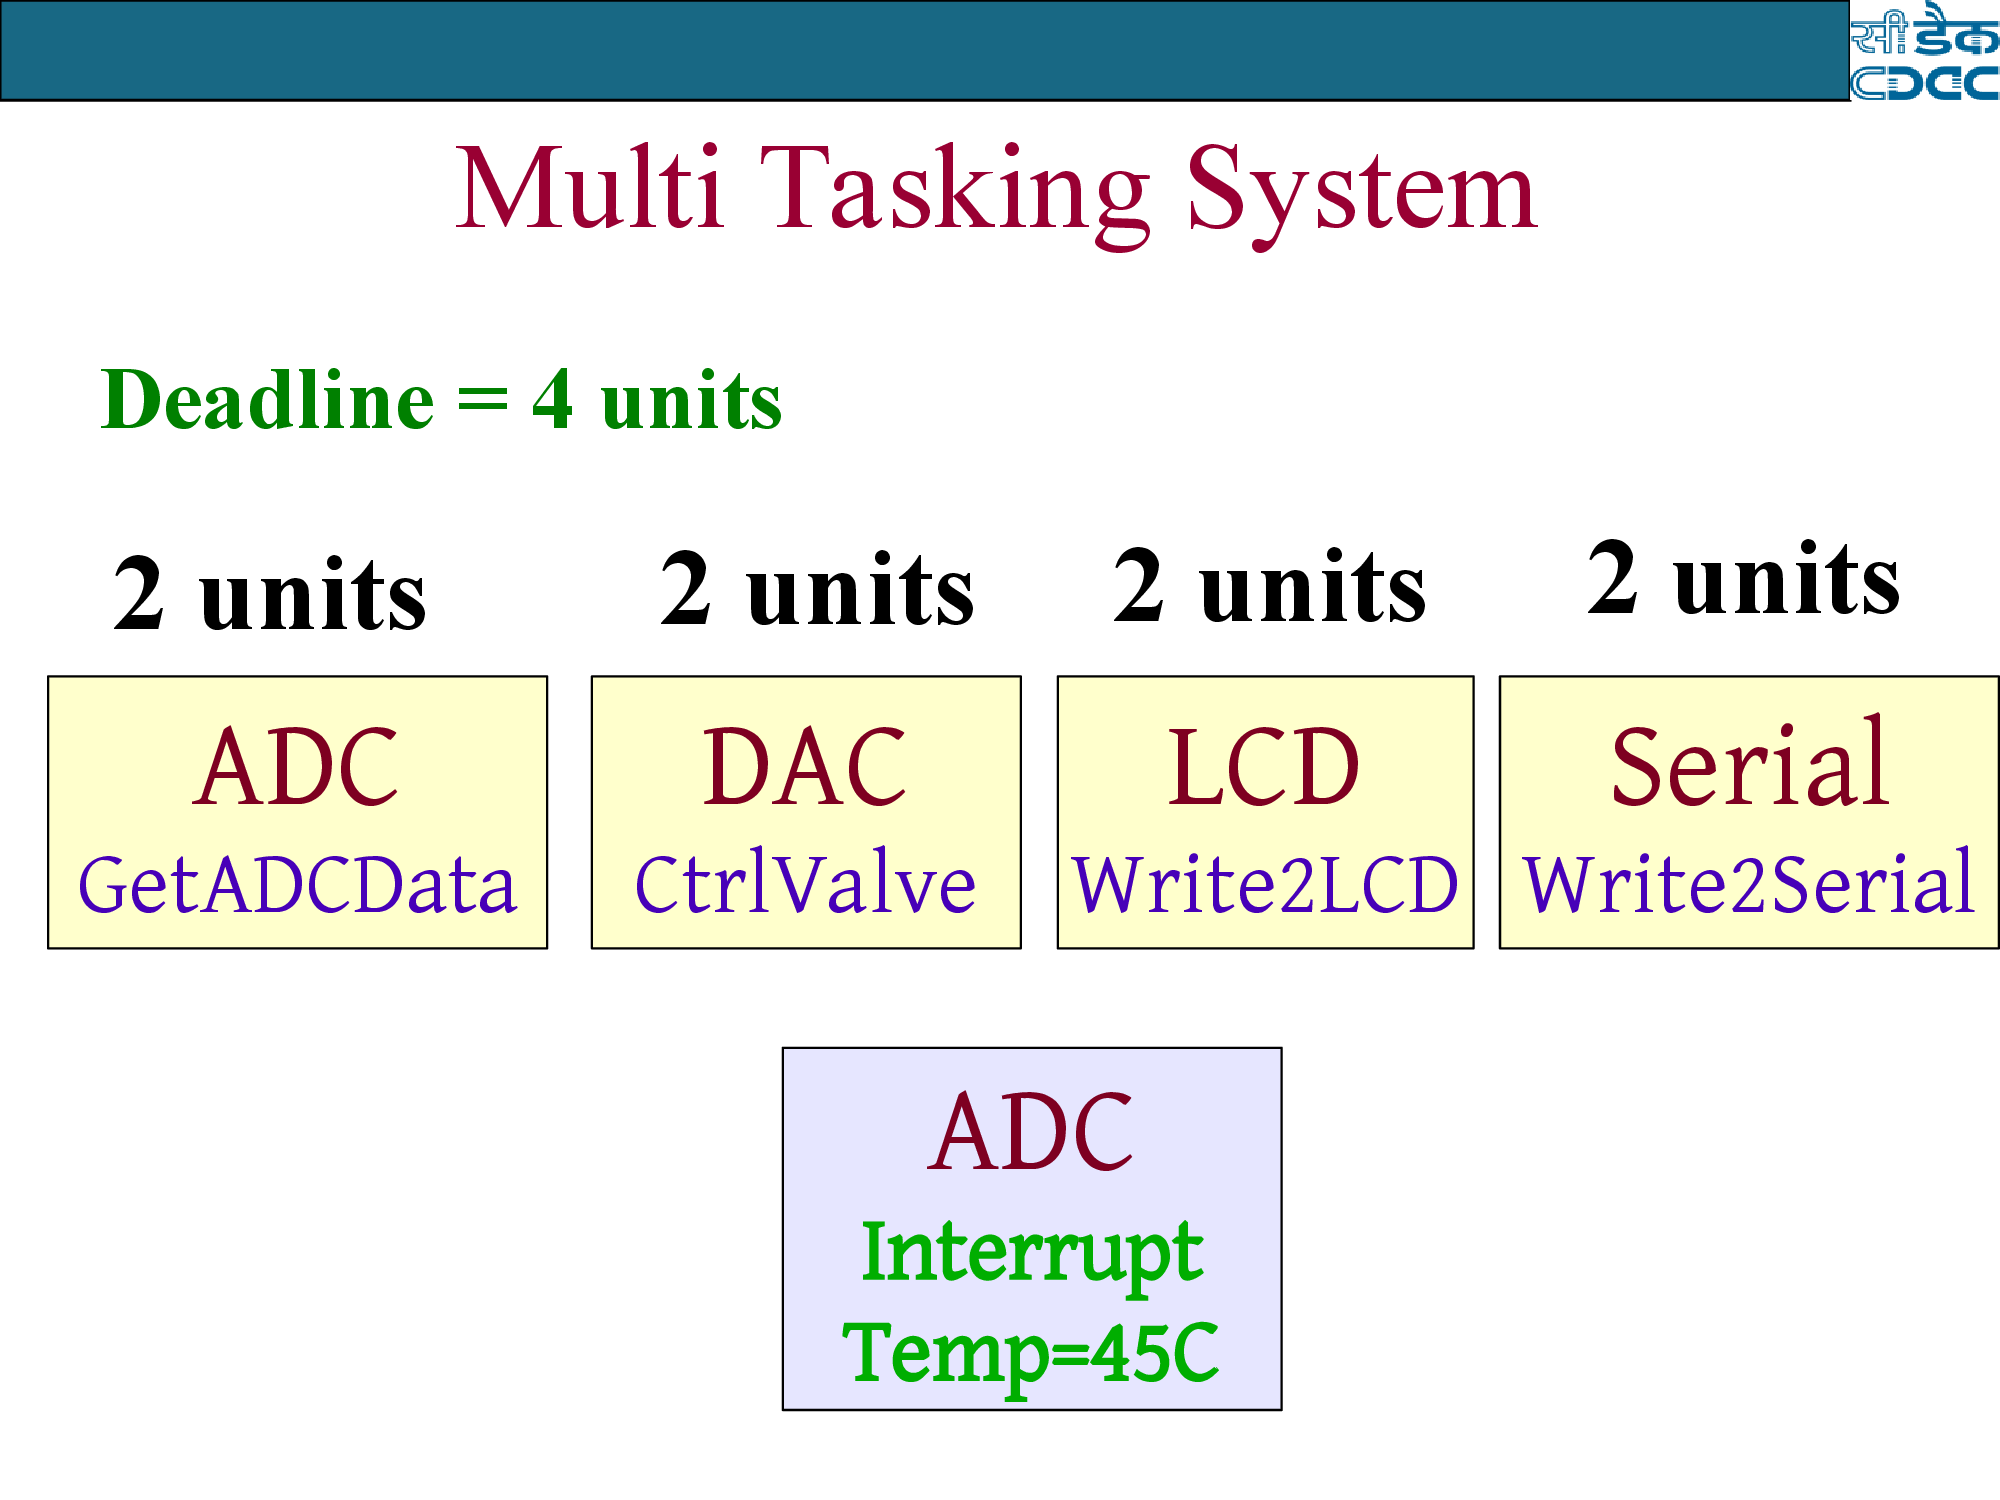 सी डैक
CDAC
Multi Tasking System
Deadline = 4 units
2 units 2 units 2 units 2 units
ADC DAC LCD Serial
GetADCData CtrlValve Write2LCD Write2Serial
ADC
Interrupt
Temp=45C